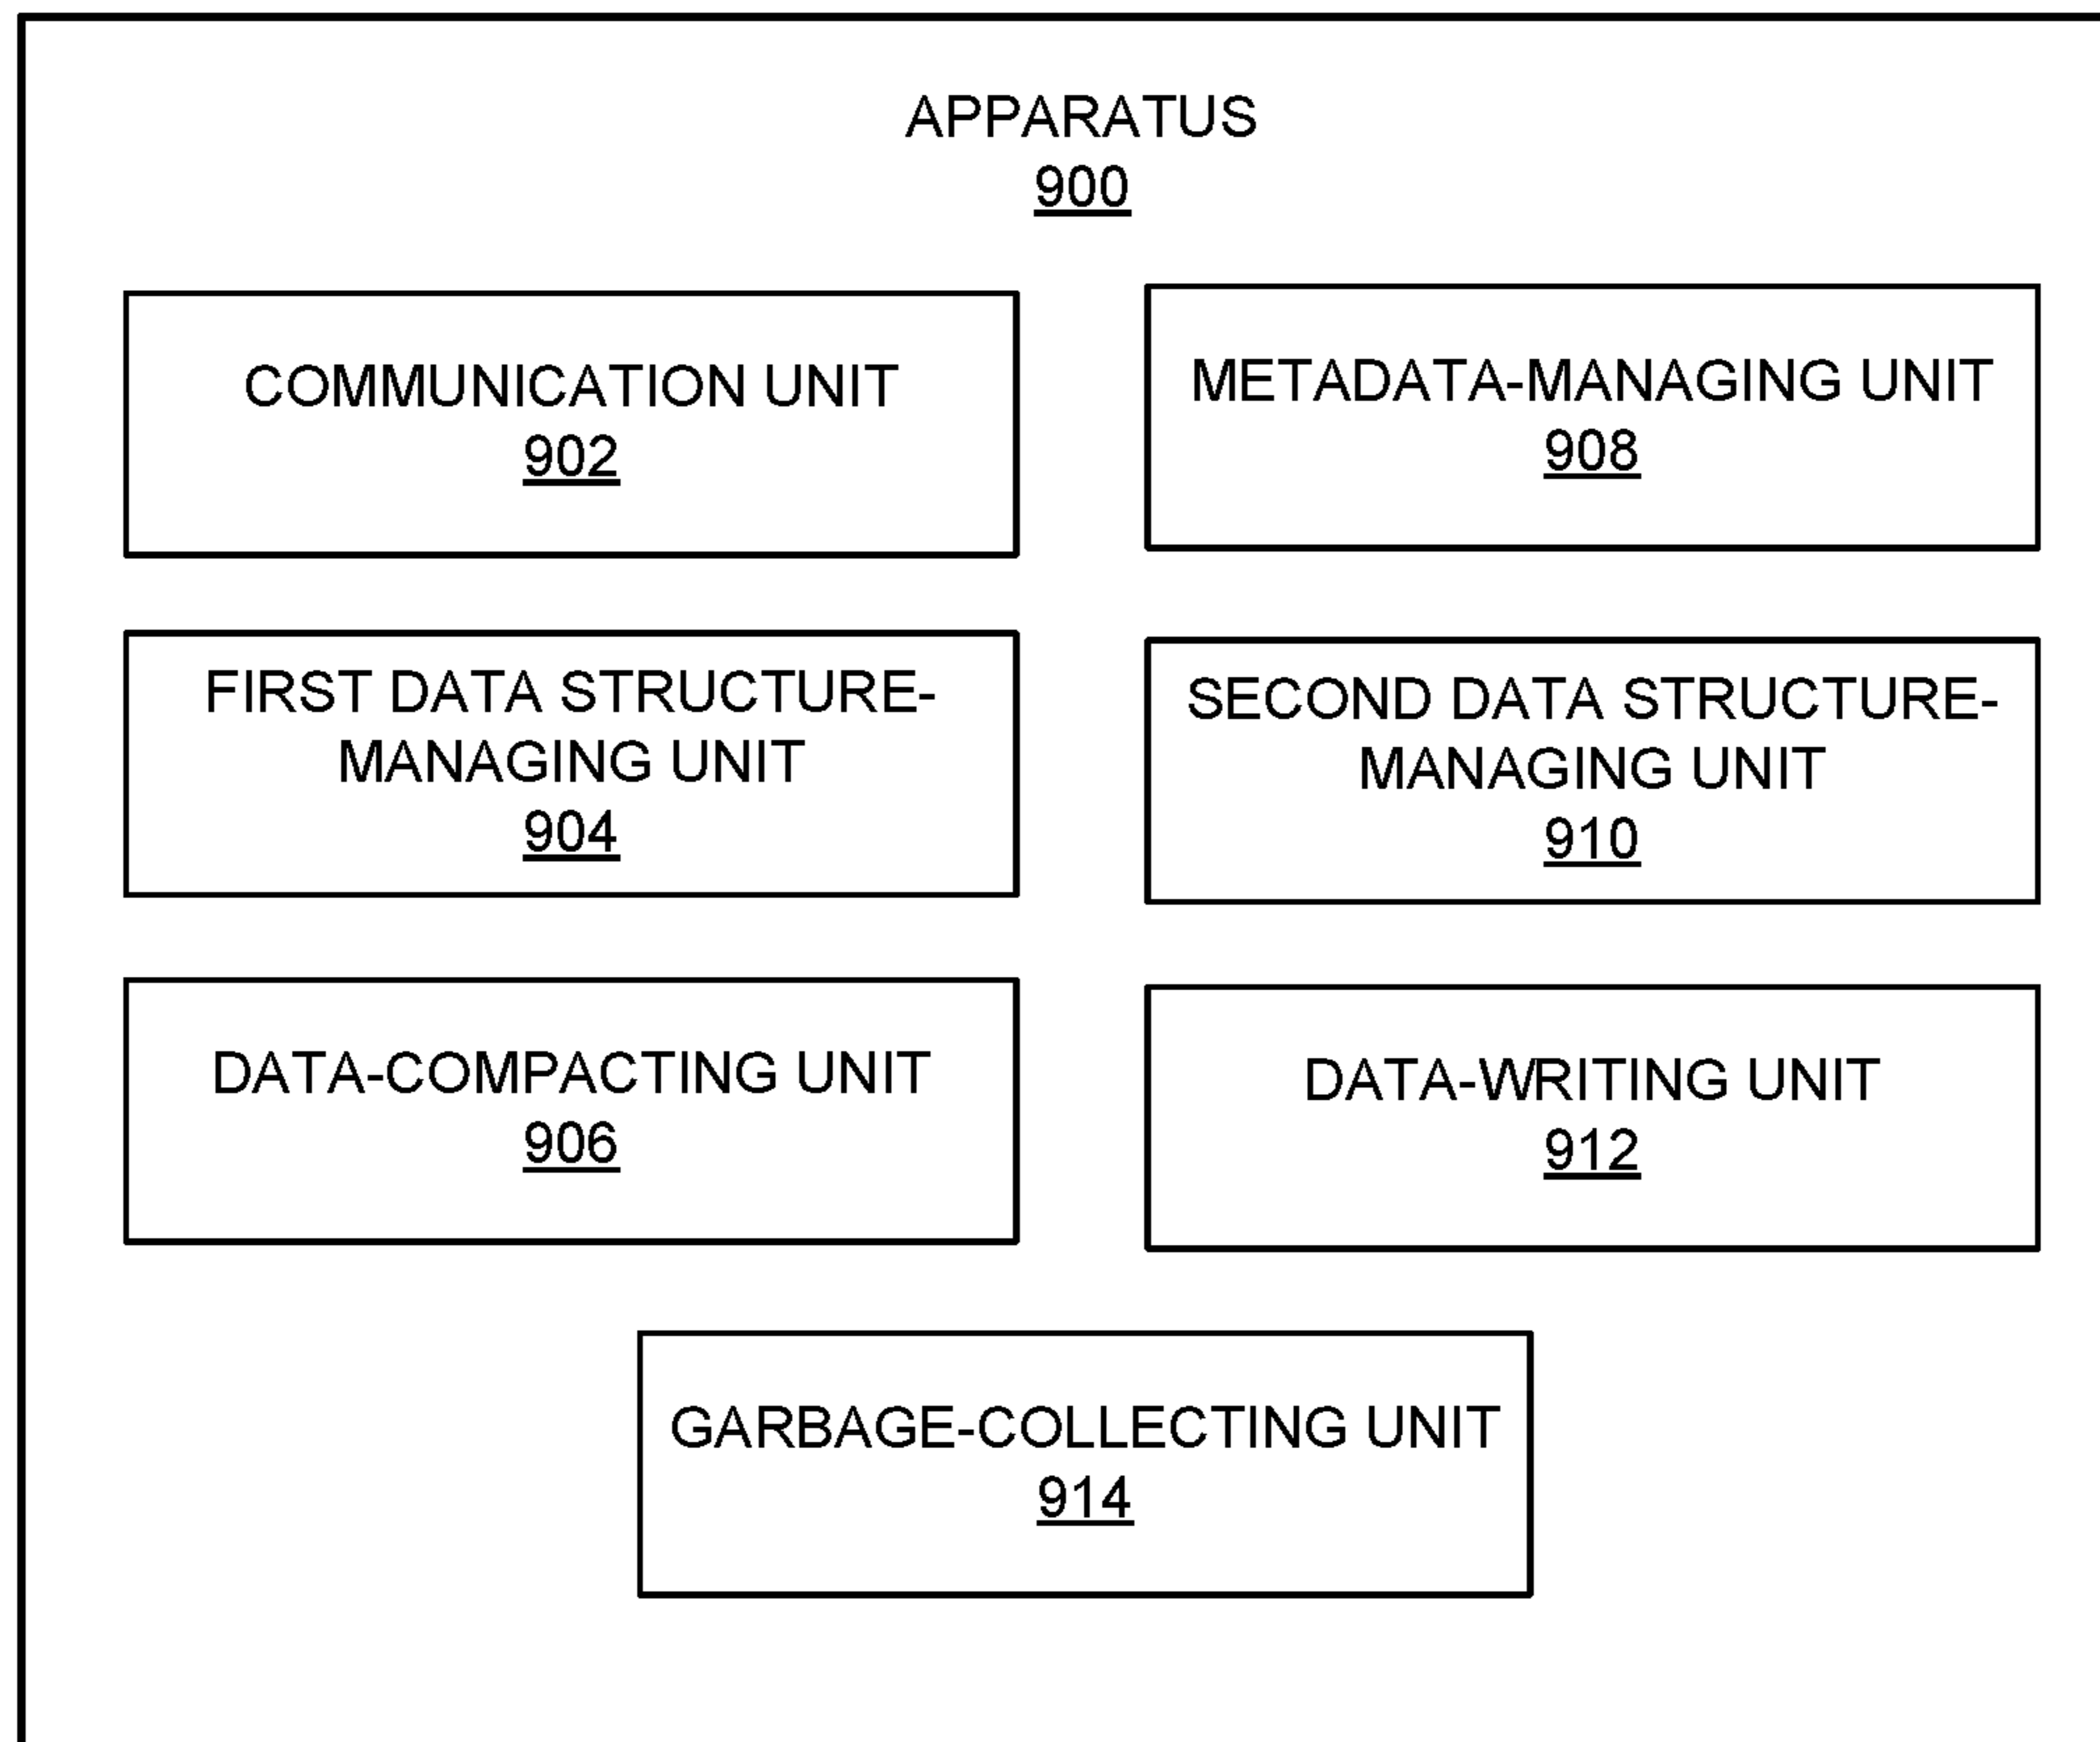 APPARATUS
900
COMMUNICATION UNIT
902
METADATA-MANAGING UNIT
908
FIRST DATA STRUCTURE-
MANAGING UNIT
904
SECOND DATA STRUCTURE-
MANAGING UNIT
910
DATA-COMPACTING UNIT
906
DATA-WRITING UNIT
912
GARBAGE-COLLECTING UNIT
914